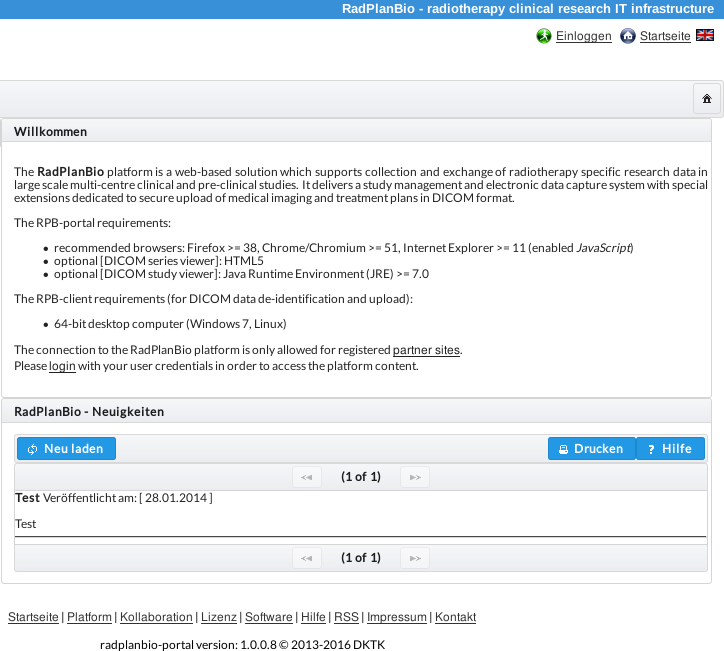 RadPlanBio - radiotherapy clinical research IT infrastructure
Einloggen Startseite
Willkommen
The RadPlanBio platform is a web-based solution which supports collection and exchange of radiotherapy specific research data in
large scale multi-centre clinical and pre-clinical studies. It delivers a study management and electronic data capture system with special
extensions dedicated to secure upload of medical imaging and treatment plans in DICOM format.
The RPB-portal requirements:
• recommended browsers: Firefox >= 38, Chrome/Chromium >= 51, Internet Explorer >= 11 (enabled JavaScript)
• optional [DICOM series viewer]: HTML5
• optional [DICOM study viewer]: Java Runtime Environment (JRE) >= 7.0
The RPB-client requirements (for DICOM data de-identification and upload):
• 64-bit desktop computer (Windows 7, Linux)
The connection to the RadPlanBio platform is only allowed for registered partner sites.
Please login with your user credentials in order to access the platform content.
RadPlanBio - Neuigkeiten
Neu laden Drucken ? Hilfe
(1 of 1)
Test Veröffentlicht am: [ 28.01.2014 ]
Test
(1 of 1)
Startseite | Platform | Kollaboration | Lizenz | Software | Hilfe | RSS | Impressum | Kontakt
radplanbio-portal version: 1.0.0.8 © 2013-2016 DKTK